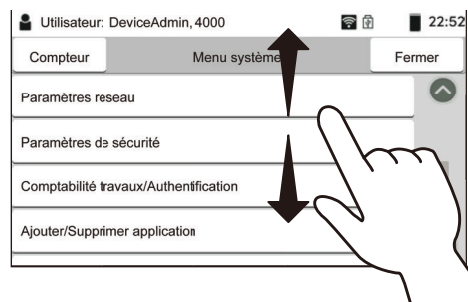 Utilisateur: DeviceAdmin, 4000 22:52
Compteur Menu système Fermer
Paramètres réseau
Paramètres de sécurité
Comptabilité travaux/Authentification
Ajouter/Supprimer application